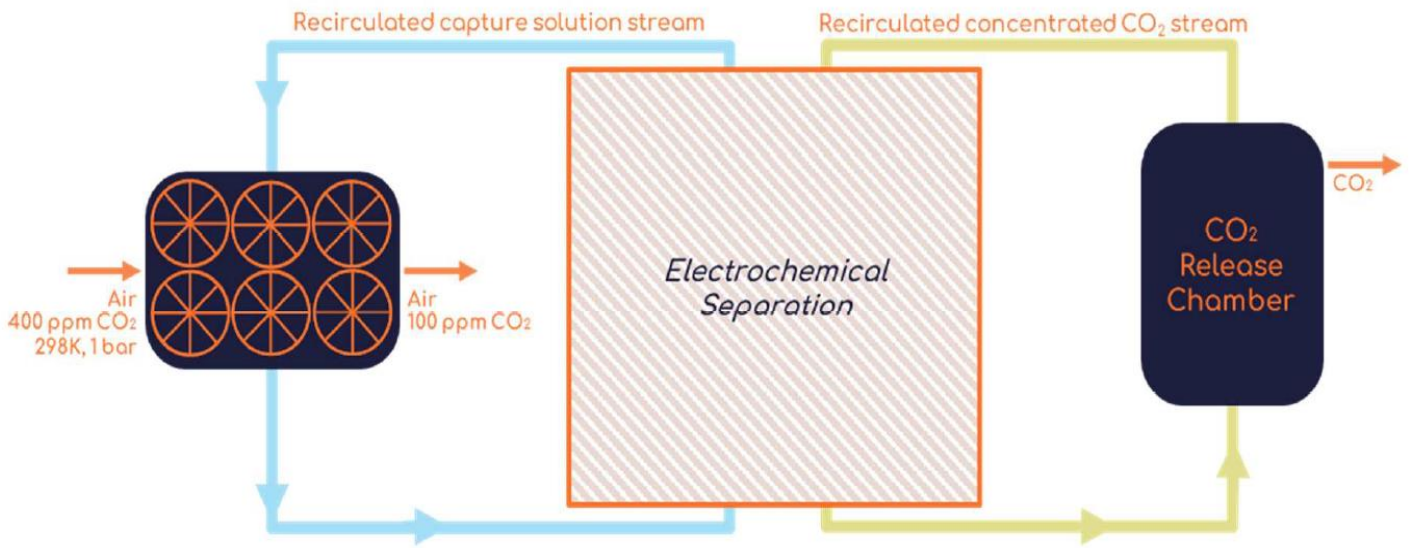 Recirculated capture solution stream
Recirculated concentrated CO₂ stream
Air
400 ppm CO₂
298K, 1 bar
Air
100 ppm CO₂
Electrochemical
Separation
CO₂
Release
Chamber
CO₂